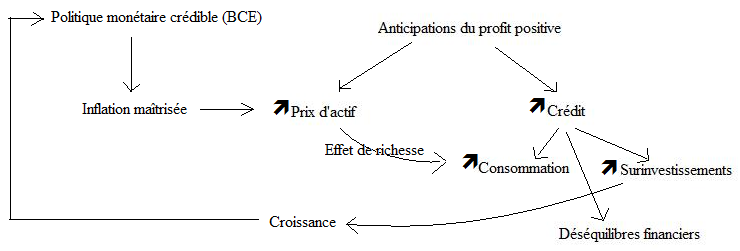 Politique monétaire crédible (BCE)
Anticipations du profit positive
Inflation maîtrisée
Prix d'actif
Crédit
Effet de richesse
Consommation
Surinvestissements
Croissance
Déséquilibres financiers